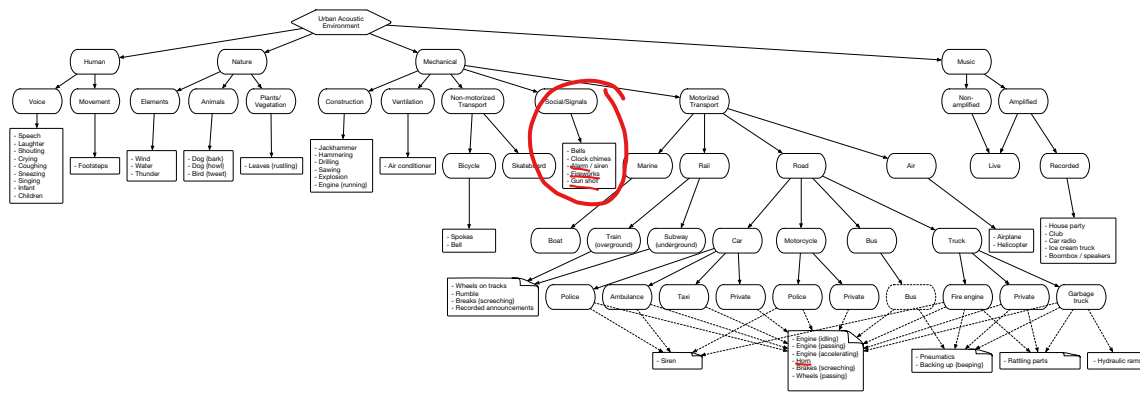 Urban Acoustic
Environment
Human
Nature
Mechanical
Music
Voice
Movement
Elements
Animals
Plants/
Vegetation
Construction
Ventilation
Non-motorized
Transport
Social/Signals
Motorized
Transport
Non-
amplified
Amplified
- Speech
- Laughter
- Shouting
- Crying
- Coughing
- Sneezing
- Singing
- Infant
- Children
- Footsteps
- Wind
- Water
- Thunder
- Dog {bark}
- Dog {howl}
- Bird {tweet}
- Leaves {rustling}
- Jackhammer
- Hammering
- Drilling
- Sawing
- Explosion
- Engine {running}
- Air conditioner
Bicycle
Skateboard
- Bells
- Clock chimes
- Alarm / siren
- Fireworks
- Gun shot
Marine
Rail
Road
Air
Live
Recorded
- Spokes
- Bell
Boat
Train
(overground)
Subway
(underground)
Car
Motorcycle
Bus
Truck
- Airplane
- Helicopter
- House party
- Club
- Car radio
- Ice cream truck
- Boombox / speakers
- Wheels on tracks
- Rumble
- Breaks {screeching}
- Recorded announcements
Police
Ambulance
Taxi
Private
Police
Private
Bus
Fire engine
Private
Garbage
truck
- Siren
- Engine {idling}
- Engine {passing}
- Engine {accelerating}
- Horn
- Brakes {screeching}
- Wheels {passing}
- Pneumatics
- Backing up {beeping}
- Rattling parts
- Hydraulic rams